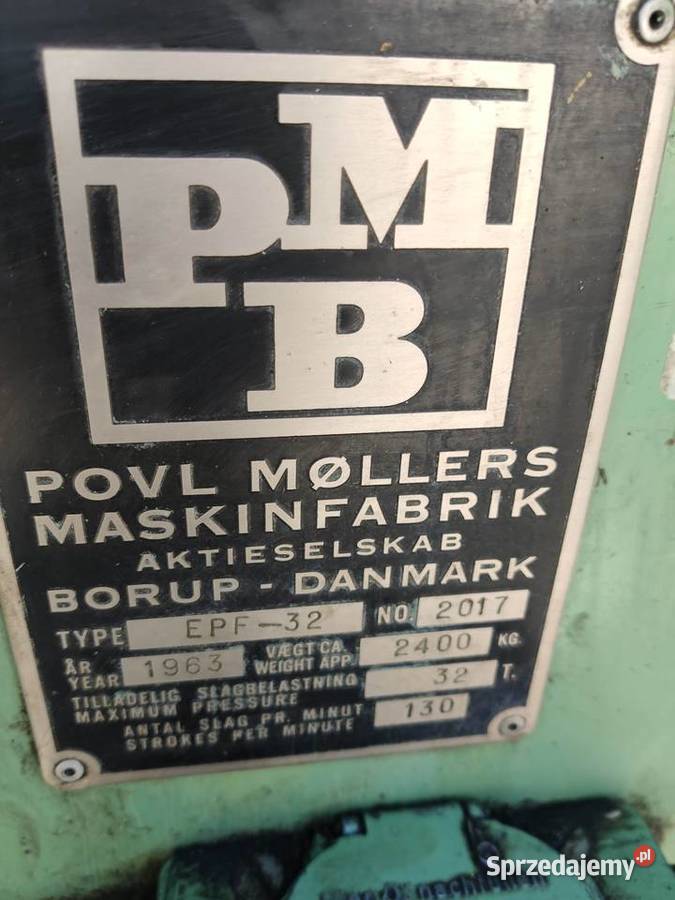 PMB
POVL MØLLERS
MASKINFABRIK
AKTIESELSKAB
BORUP - DANMARK
TYPE EPF-32 NO. 2017
ÅR YEAR 1963 VÆGT CA. WEIGHT APP. 2400 KG.
TILLADELIG SLAGBELASTNING
MAXIMUM PRESSURE 32 T.
ANTAL SLAG PR. MINUT
STROKES PER MINUTE 130
Sprzedajemy.pl